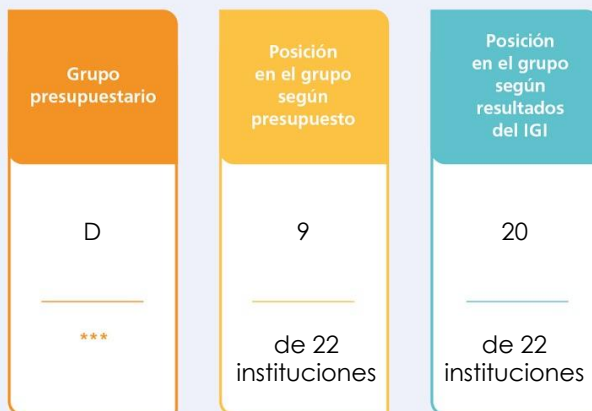 Grupo
presupuestario
D
***
Posición
en el grupo
según
presupuesto
9
de 22
instituciones
Posición
en el grupo
según
resultados
del IGI
20
de 22
instituciones